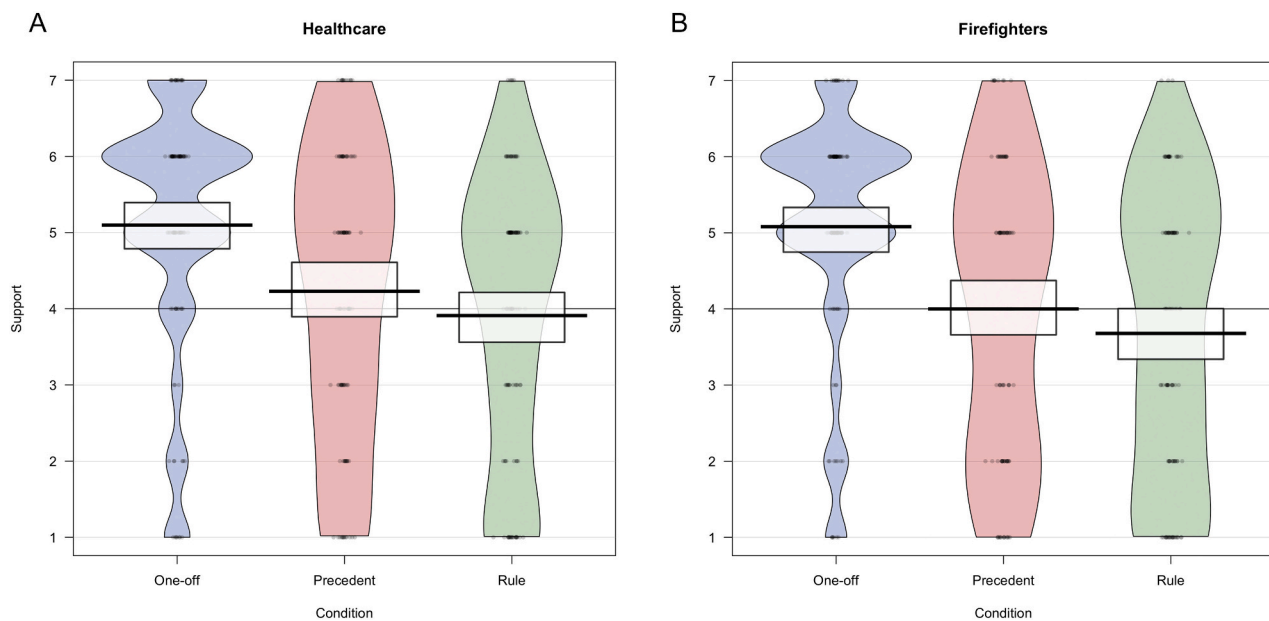 A
Healthcare
Support
7
6
5
4
3
2
1
One-off Precedent Rule
Condition
B
Firefighters
Support
7
6
5
4
3
2
1
One-off Precedent Rule
Condition